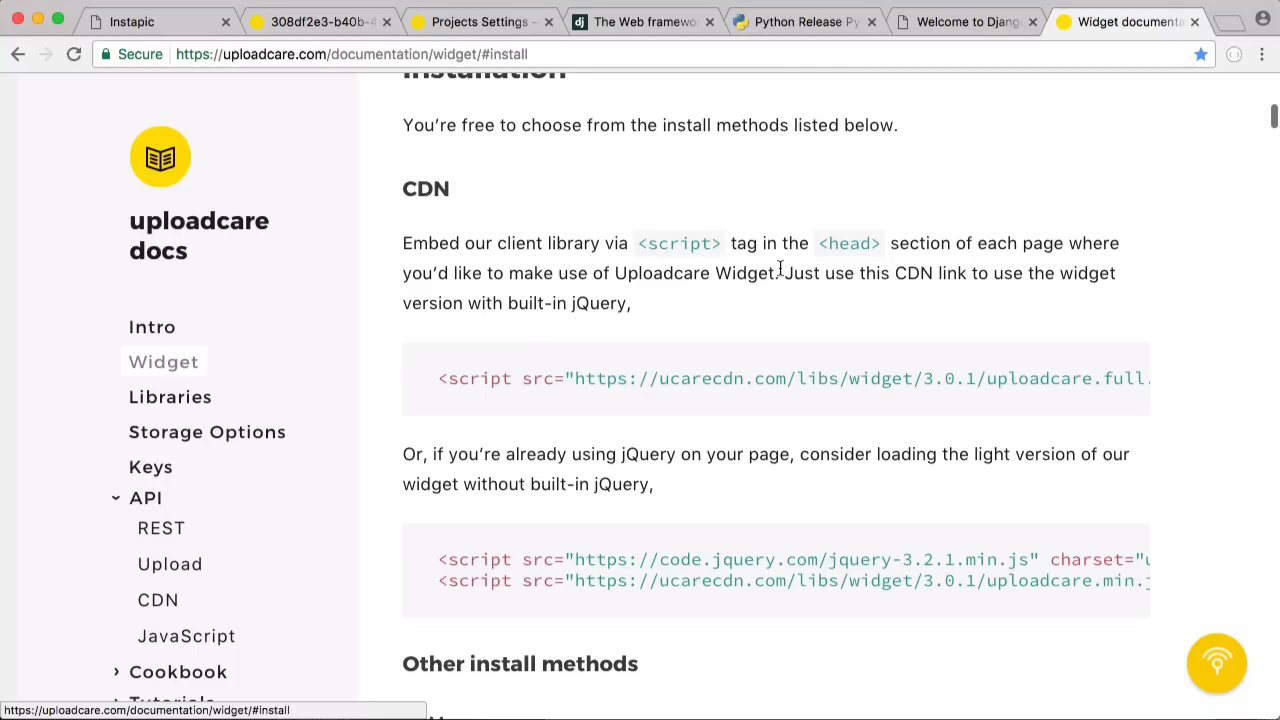 Instapic
308df2e3-b40b-4
Projects Settings -
The Web framewo
Python Release Py
Welcome to Djang
Widget documenta
Secure
https://uploadcare.com/documentation/widget/#install
Installation
You’re free to choose from the install methods listed below.
CDN
Embed our client library via <script> tag in the <head> section of each page where
you’d like to make use of Uploadcare Widget. Just use this CDN link to use the widget
version with built-in jQuery,
<script src="https://ucarecdn.com/libs/widget/3.0.1/uploadcare.full.
Or, if you’re already using jQuery on your page, consider loading the light version of our
widget without built-in jQuery,
<script src="https://code.jquery.com/jquery-3.2.1.min.js" charset="u
<script src="https://ucarecdn.com/libs/widget/3.0.1/uploadcare.min.j
Other install methods
uploadcare
docs
Intro
Widget
Libraries
Storage Options
Keys
API
REST
Upload
CDN
JavaScript
Cookbook
Tutorials
https://uploadcare.com/documentation/widget/#install